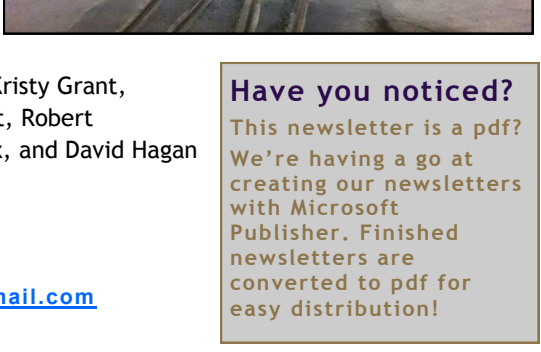 Kristy Grant,
, Robert
, and David Hagan
mail.com
Have you noticed?
This newsletter is a pdf?
We're having a go at
creating our newsletters
with Microsoft
Publisher. Finished
newsletters are
converted to pdf for
easy distribution!